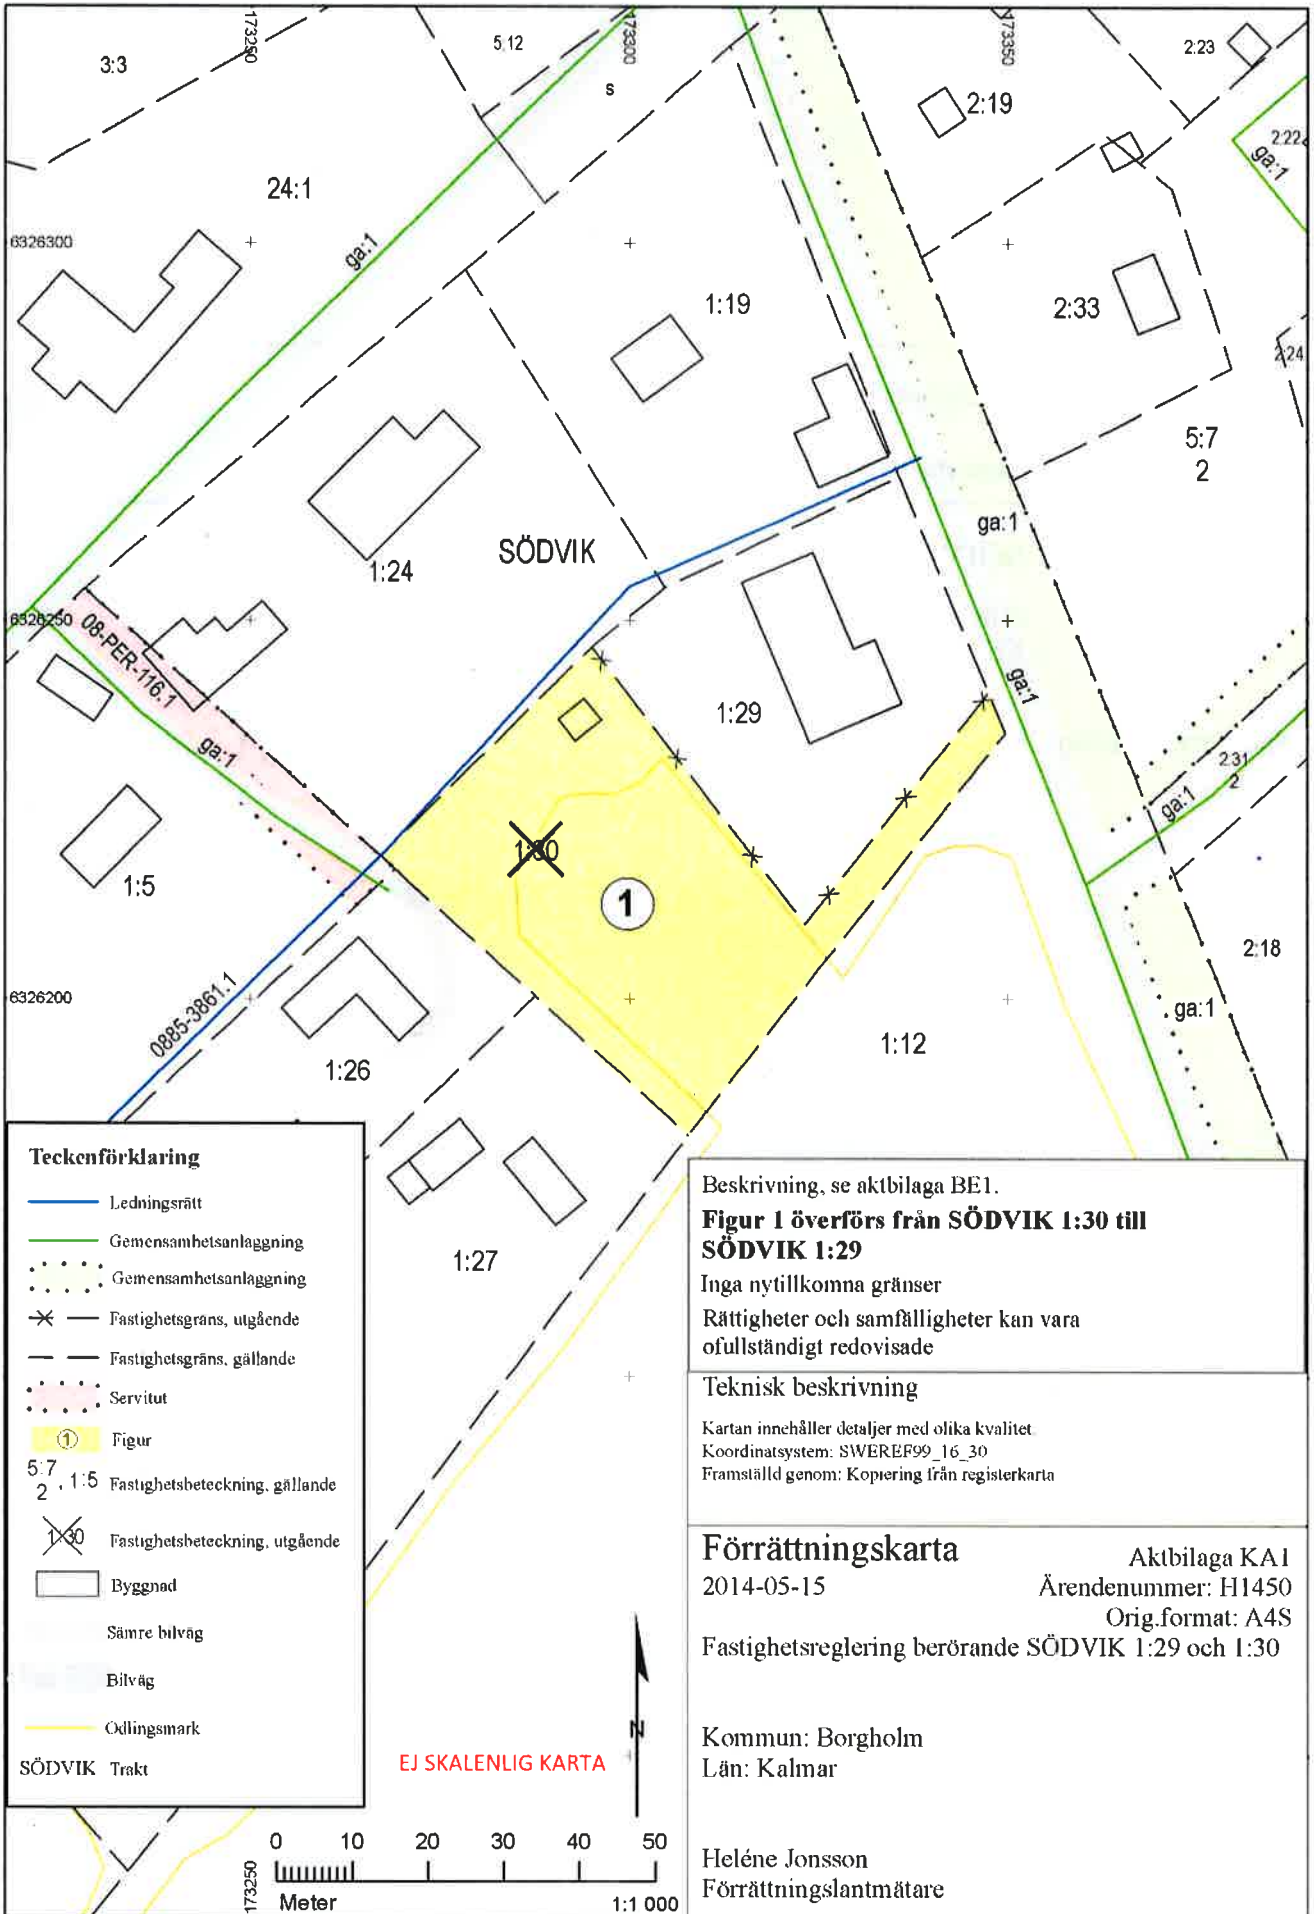 173250
173300
173350
3:3
5:12
s
2:23
2:19
2:22
ga:1
24:1
6326300
ga:1
1:19
2:33
2:24
5:7
2
ga:1
SÖDVIK
1:24
6326250
08-PER-116.1
ga:1
1:29
ga:1
2:31
2
ga:1
1:30
1
1:5
2:18
6326200
0885-3861.1
ga:1
1:12
1:26
1:27
Teckenförklaring
Ledningsrätt
Gemensamhetsanläggning
Gemensamhetsanläggning
Fastighetsgräns, utgående
Fastighetsgräns, gällande
Servitut
1 Figur
5:7
2 , 1:5 Fastighetsbeteckning, gällande
1:30 Fastighetsbeteckning, utgående
Byggnad
Sämre bilväg
Bilväg
Odlingsmark
SÖDVIK Trakt
Beskrivning, se aktbilaga BE1.
Figur 1 överförs från SÖDVIK 1:30 till
SÖDVIK 1:29
Inga nytillkomna gränser
Rättigheter och samfälligheter kan vara
ofullständigt redovisade
Teknisk beskrivning
Kartan innehåller detaljer med olika kvalitet
Koordinatsystem: SWEREF99_16_30
Framställd genom: Kopiering från registerkarta
Förrättningskarta
2014-05-15
Aktbilaga KA1
Ärendenummer: H1450
Orig.format: A4S
Fastighetsreglering berörande SÖDVIK 1:29 och 1:30
Kommun: Borgholm
Län: Kalmar
Heléne Jonsson
Förrättningslantmätare
N
EJ SKALENLIG KARTA
0 10 20 30 40 50
173250
Meter
1:1 000